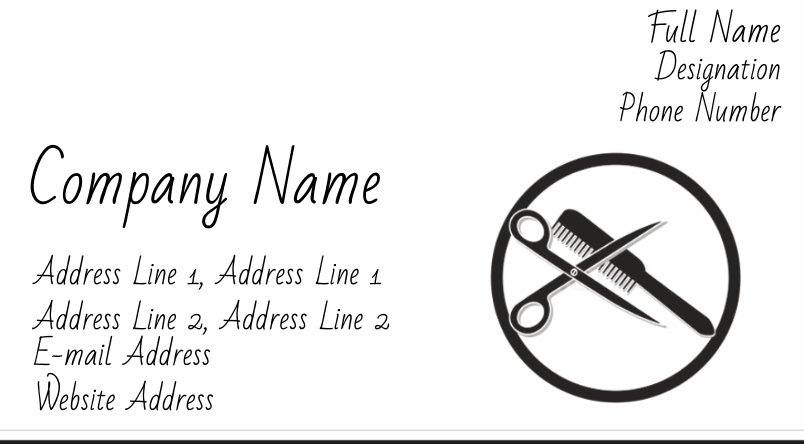 Full Name
Designation
Phone Number
Company Name
Address Line 1, Address Line 1
Address Line 2, Address Line 2
E-mail Address
Website Address